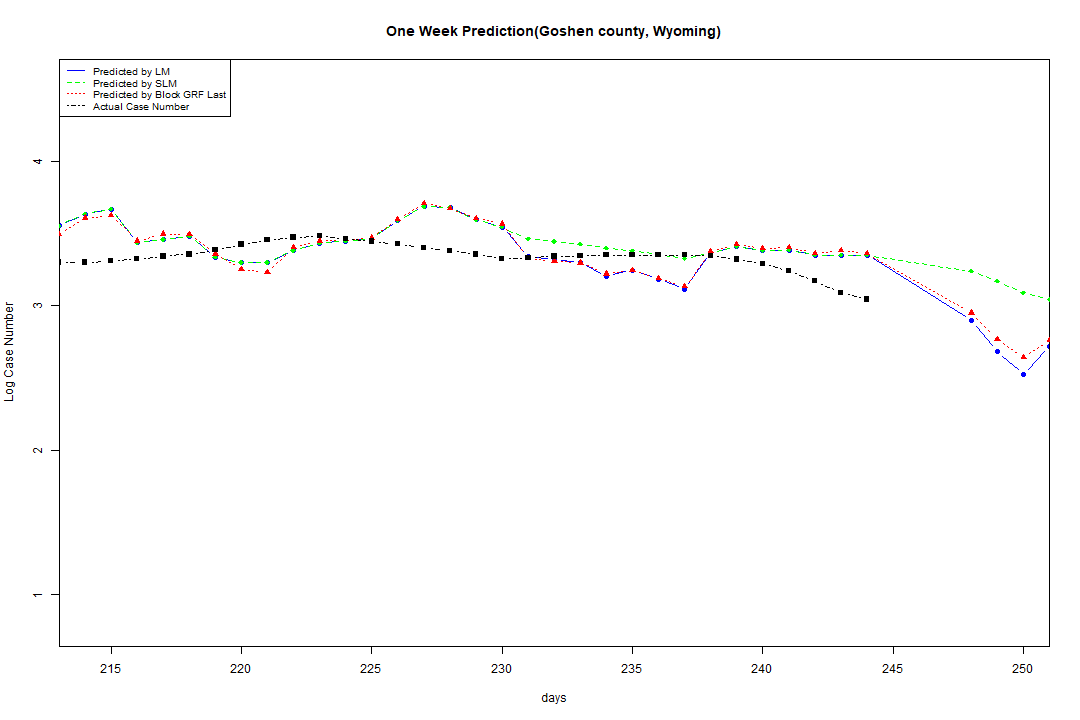 One Week Prediction(Goshen county, Wyoming)
Predicted by LM
Predicted by SLM
Predicted by Block GRF Last
Actual Case Number
4
3
2
1
Log Case Number
215 220 225 230 235 240 245 250
days